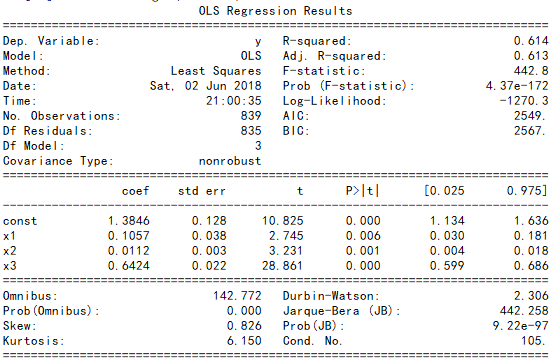 OLS Regression Results
==============================================================================
Dep. Variable: y R-squared: 0.614
Model: OLS Adj. R-squared: 0.613
Method: Least Squares F-statistic: 442.8
Date: Sat, 02 Jun 2018 Prob (F-statistic): 4.37e-172
Time: 21:00:35 Log-Likelihood: -1270.3
No. Observations: 839 AIC: 2549.
Df Residuals: 835 BIC: 2567.
Df Model: 3
Covariance Type: nonrobust
==============================================================================
coef std err t P>|t| [0.025 0.975]
------------------------------------------------------------------------------
const 1.3846 0.128 10.825 0.000 1.134 1.636
x1 0.1057 0.038 2.745 0.006 0.030 0.181
x2 0.0112 0.003 3.231 0.001 0.004 0.018
x3 0.6424 0.022 28.861 0.000 0.599 0.686
==============================================================================
Omnibus: 142.772 Durbin-Watson: 2.306
Prob(Omnibus): 0.000 Jarque-Bera (JB): 442.258
Skew: 0.826 Prob(JB): 9.22e-97
Kurtosis: 6.150 Cond. No. 105.
==============================================================================